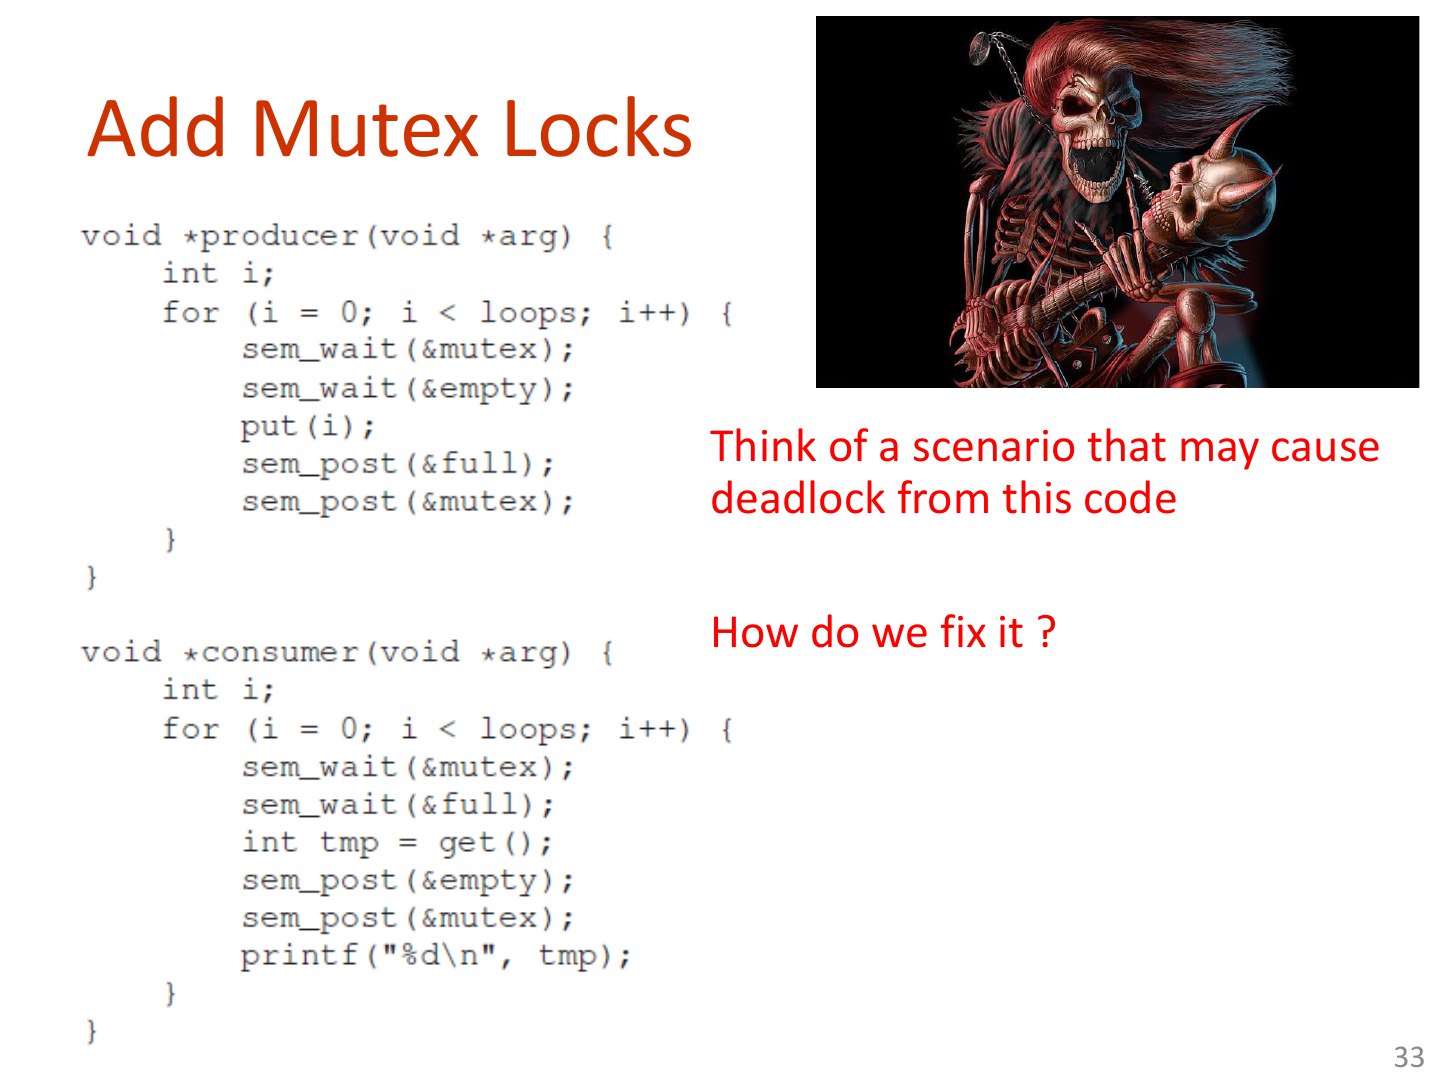 Add Mutex Locks
void *producer(void *arg) {
    int i;
    for (i = 0; i < loops; i++) {
        sem_wait(&mutex);
        sem_wait(&empty);
        put(i);
        sem_post(&full);
        sem_post(&mutex);
    }
}
void *consumer(void *arg) {
    int i;
    for (i = 0; i < loops; i++) {
        sem_wait(&mutex);
        sem_wait(&full);
        int tmp = get();
        sem_post(&empty);
        sem_post(&mutex);
        printf("%d\n", tmp);
    }
}
Think of a scenario that may cause
deadlock from this code
How do we fix it ?
33